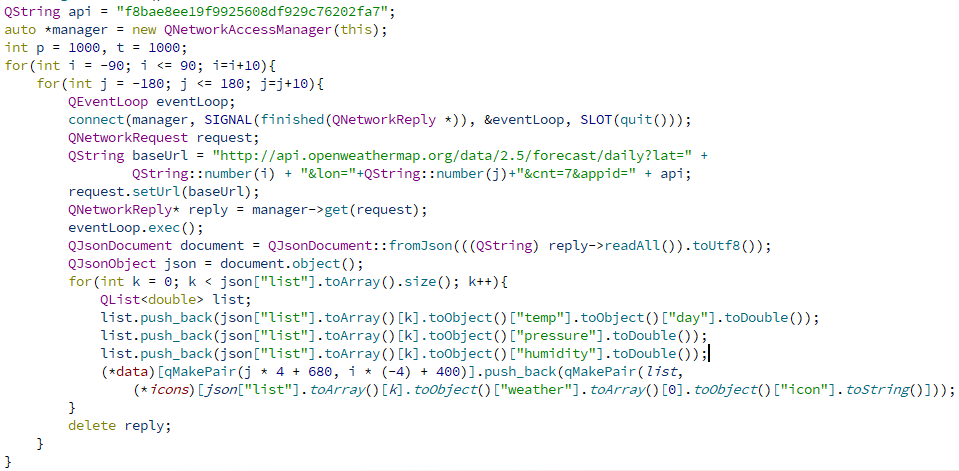 QString api = "f8bae8ee19f9925608df929c76202fa7";
auto *manager = new QNetworkAccessManager(this);
int p = 1000, t = 1000;
for(int i = -90; i <= 90; i=i+10){
    for(int j = -180; j <= 180; j=j+10){
        QEventLoop eventLoop;
        connect(manager, SIGNAL(finished(QNetworkReply *)), &eventLoop, SLOT(quit()));
        QNetworkRequest request;
        QString baseUrl = "http://api.openweathermap.org/data/2.5/forecast/daily?lat=" +
                QString::number(i) + "&lon="+QString::number(j)+"&cnt=7&appid=" + api;
        request.setUrl(baseUrl);
        QNetworkReply* reply = manager->get(request);
        eventLoop.exec();
        QJsonDocument document = QJsonDocument::fromJson(((QString) reply->readAll()).toUtf8());
        QJsonObject json = document.object();
        for(int k = 0; k < json["list"].toArray().size(); k++){
            QList<double> list;
            list.push_back(json["list"].toArray()[k].toObject()["temp"].toObject()["day"].toDouble());
            list.push_back(json["list"].toArray()[k].toObject()["pressure"].toDouble());
            list.push_back(json["list"].toArray()[k].toObject()["humidity"].toDouble());
            (*data)[qMakePair(j * 4 + 680, i * (-4) + 400)].push_back(qMakePair(list,
                (*icons)[json["list"].toArray()[k].toObject()["weather"].toArray()[0].toObject()["icon"].toString()]));
        }
        delete reply;
    }
}